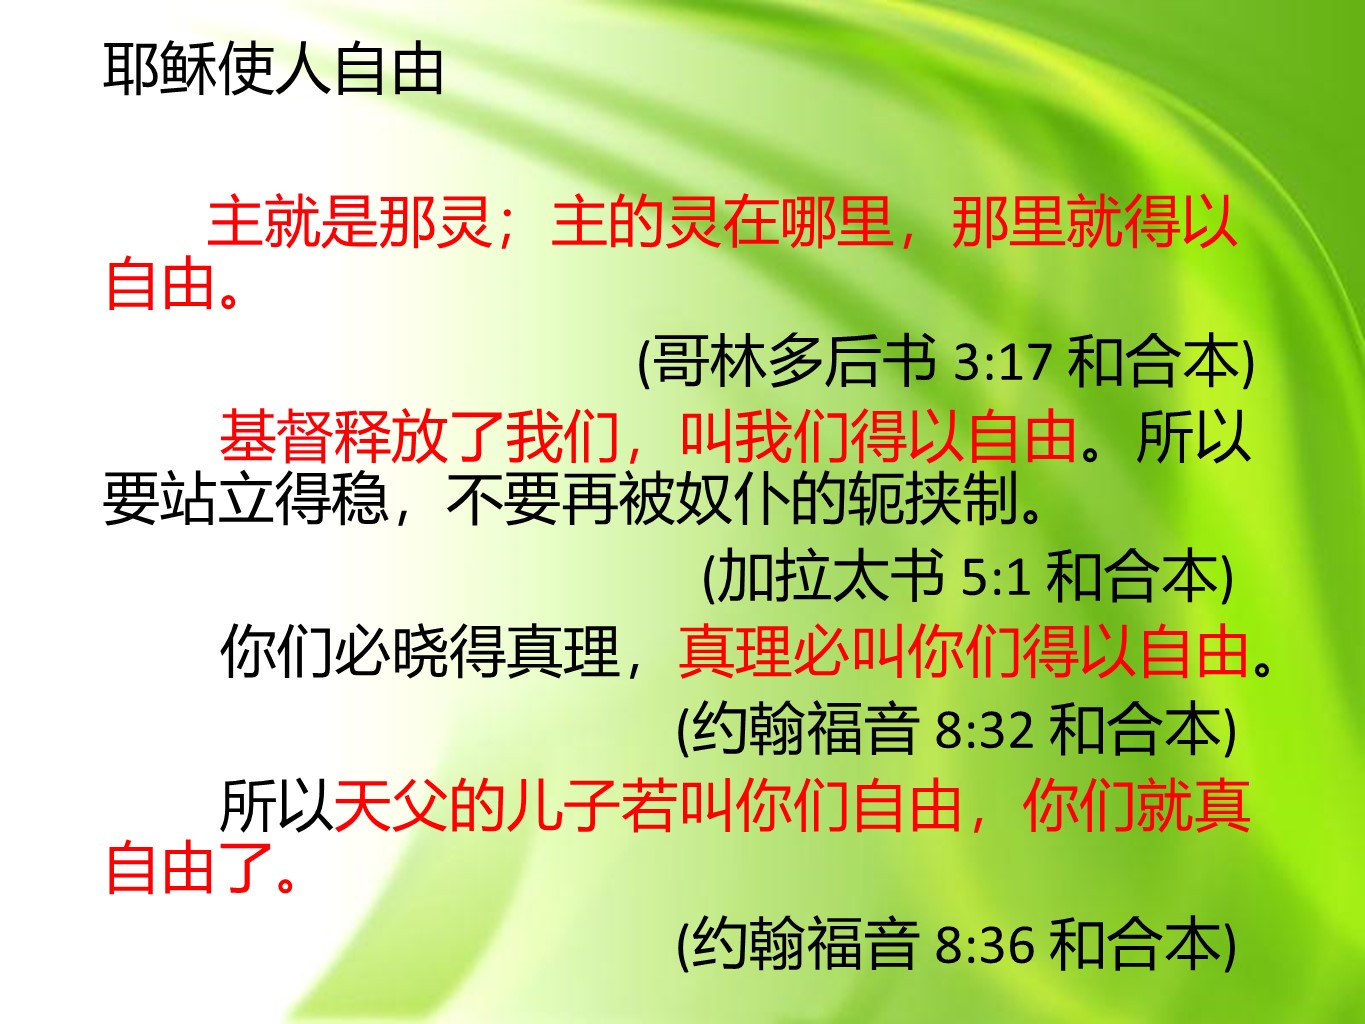 耶稣使人自由
主就是那灵；主的灵在哪里，那里就得以
自由。
(哥林多后书 3:17 和合本)
基督释放了我们，叫我们得以自由。所以
要站立得稳，不要再被奴仆的轭挟制。
(加拉太书 5:1 和合本)
你们必晓得真理，真理必叫你们得以自由。
(约翰福音 8:32 和合本)
所以天父的儿子若叫你们自由，你们就真
自由了。
(约翰福音 8:36 和合本)